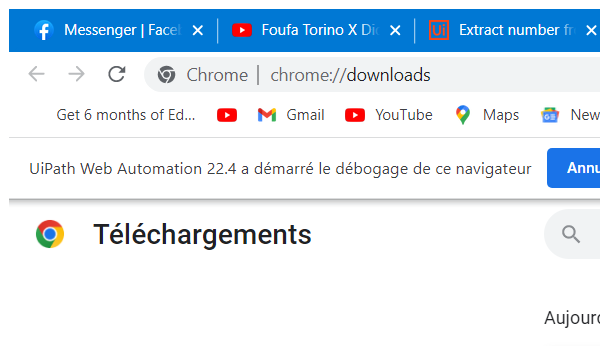 Messenger | Facel Foufa Torino X Di Extract number fr
Chrome | chrome://downloads
Get 6 months of Ed... Gmail YouTube Maps New
UiPath Web Automation 22.4 a démarré le débogage de ce navigateur Annu
Téléchargements
Aujourd